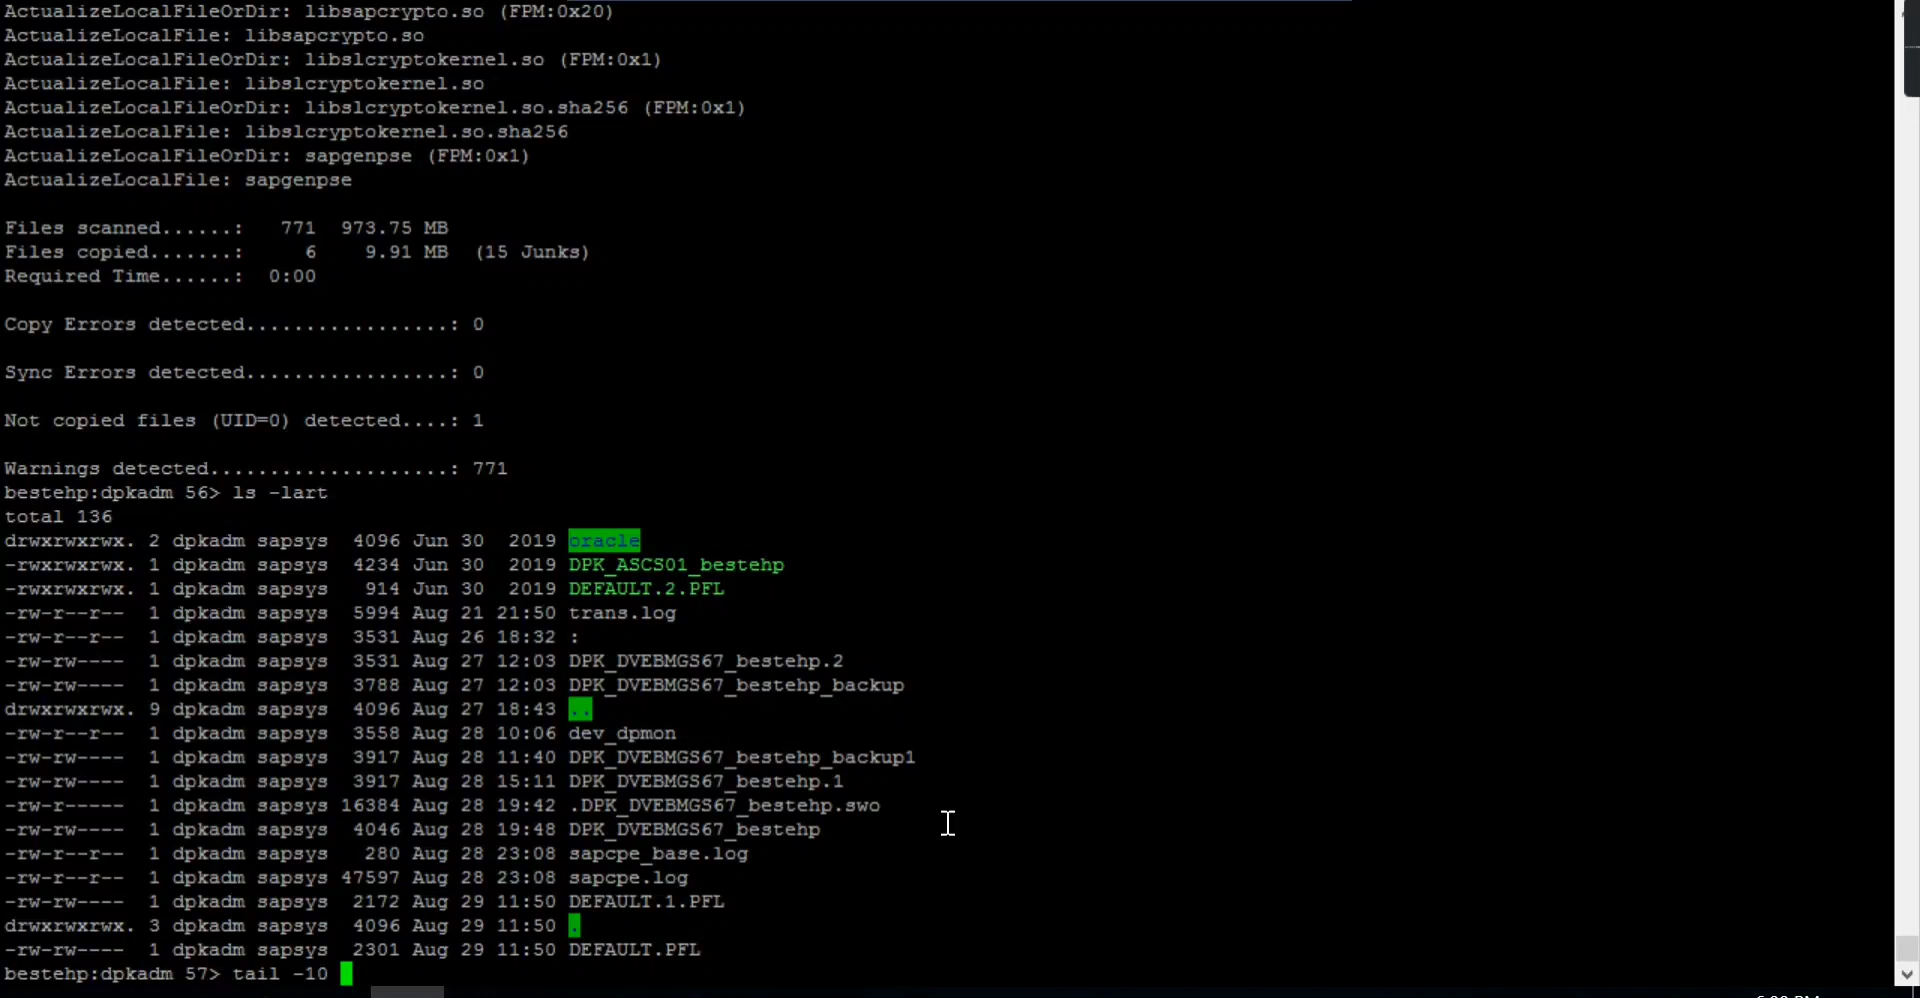 ActualizeLocalFileOrDir: libsapcrypto.so (FPM:0x20)
ActualizeLocalFile: libsapcrypto.so
ActualizeLocalFileOrDir: libslcryptokernel.so (FPM:0x1)
ActualizeLocalFile: libslcryptokernel.so
ActualizeLocalFileOrDir: libslcryptokernel.so.sha256 (FPM:0x1)
ActualizeLocalFile: libslcryptokernel.so.sha256
ActualizeLocalFileOrDir: sapgenpse (FPM:0x1)
ActualizeLocalFile: sapgenpse
Files scanned......:   771  973.75 MB
Files copied.......:     6    9.91 MB  (15 Junks)
Required Time......:  0:00
Copy Errors detected.................: 0
Sync Errors detected.................: 0
Not copied files (UID=0) detected....: 1
Warnings detected....................: 771
bestehp:dpkadm 56> ls -lart
total 136
drwxrwxrwx. 2 dpkadm sapsys  4096 Jun 30  2019 oracle
-rwxrwxrwx. 1 dpkadm sapsys  4234 Jun 30  2019 DPK_ASCS01_bestehp
-rwxrwxrwx. 1 dpkadm sapsys   914 Jun 30  2019 DEFAULT.2.PFL
-rw-r--r--  1 dpkadm sapsys  5994 Aug 21 21:50 trans.log
-rw-r--r--  1 dpkadm sapsys  3531 Aug 26 18:32 :
-rw-rw----  1 dpkadm sapsys  3531 Aug 27 12:03 DPK_DVEBMGS67_bestehp.2
-rw-rw----  1 dpkadm sapsys  3788 Aug 27 12:03 DPK_DVEBMGS67_bestehp_backup
drwxrwxrwx. 9 dpkadm sapsys  4096 Aug 27 18:43 ..
-rw-r--r--  1 dpkadm sapsys  3558 Aug 28 10:06 dev_dpmon
-rw-rw----  1 dpkadm sapsys  3917 Aug 28 11:40 DPK_DVEBMGS67_bestehp_backup1
-rw-rw----  1 dpkadm sapsys  3917 Aug 28 15:11 DPK_DVEBMGS67_bestehp.1
-rw-r-----  1 dpkadm sapsys 16384 Aug 28 19:42 .DPK_DVEBMGS67_bestehp.swo
-rw-rw----  1 dpkadm sapsys  4046 Aug 28 19:48 DPK_DVEBMGS67_bestehp
-rw-r--r--  1 dpkadm sapsys   280 Aug 28 23:08 sapcpe_base.log
-rw-r--r--  1 dpkadm sapsys 47597 Aug 28 23:08 sapcpe.log
-rw-rw----  1 dpkadm sapsys  2172 Aug 29 11:50 DEFAULT.1.PFL
drwxrwxrwx. 3 dpkadm sapsys  4096 Aug 29 11:50 .
-rw-rw----  1 dpkadm sapsys  2301 Aug 29 11:50 DEFAULT.PFL
bestehp:dpkadm 57> tail -10